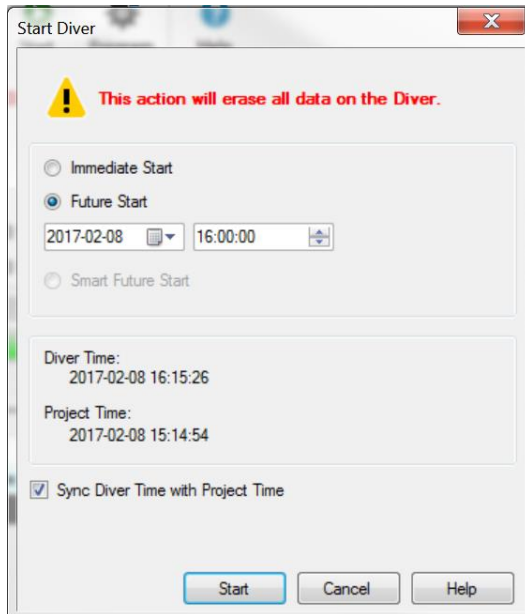 Start Diver
This action will erase all data on the Diver.
Immediate Start
Future Start
2017-02-08 16:00:00
Smart Future Start
Diver Time:
2017-02-08 16:15:26
Project Time:
2017-02-08 15:14:54
Sync Diver Time with Project Time
Start Cancel Help